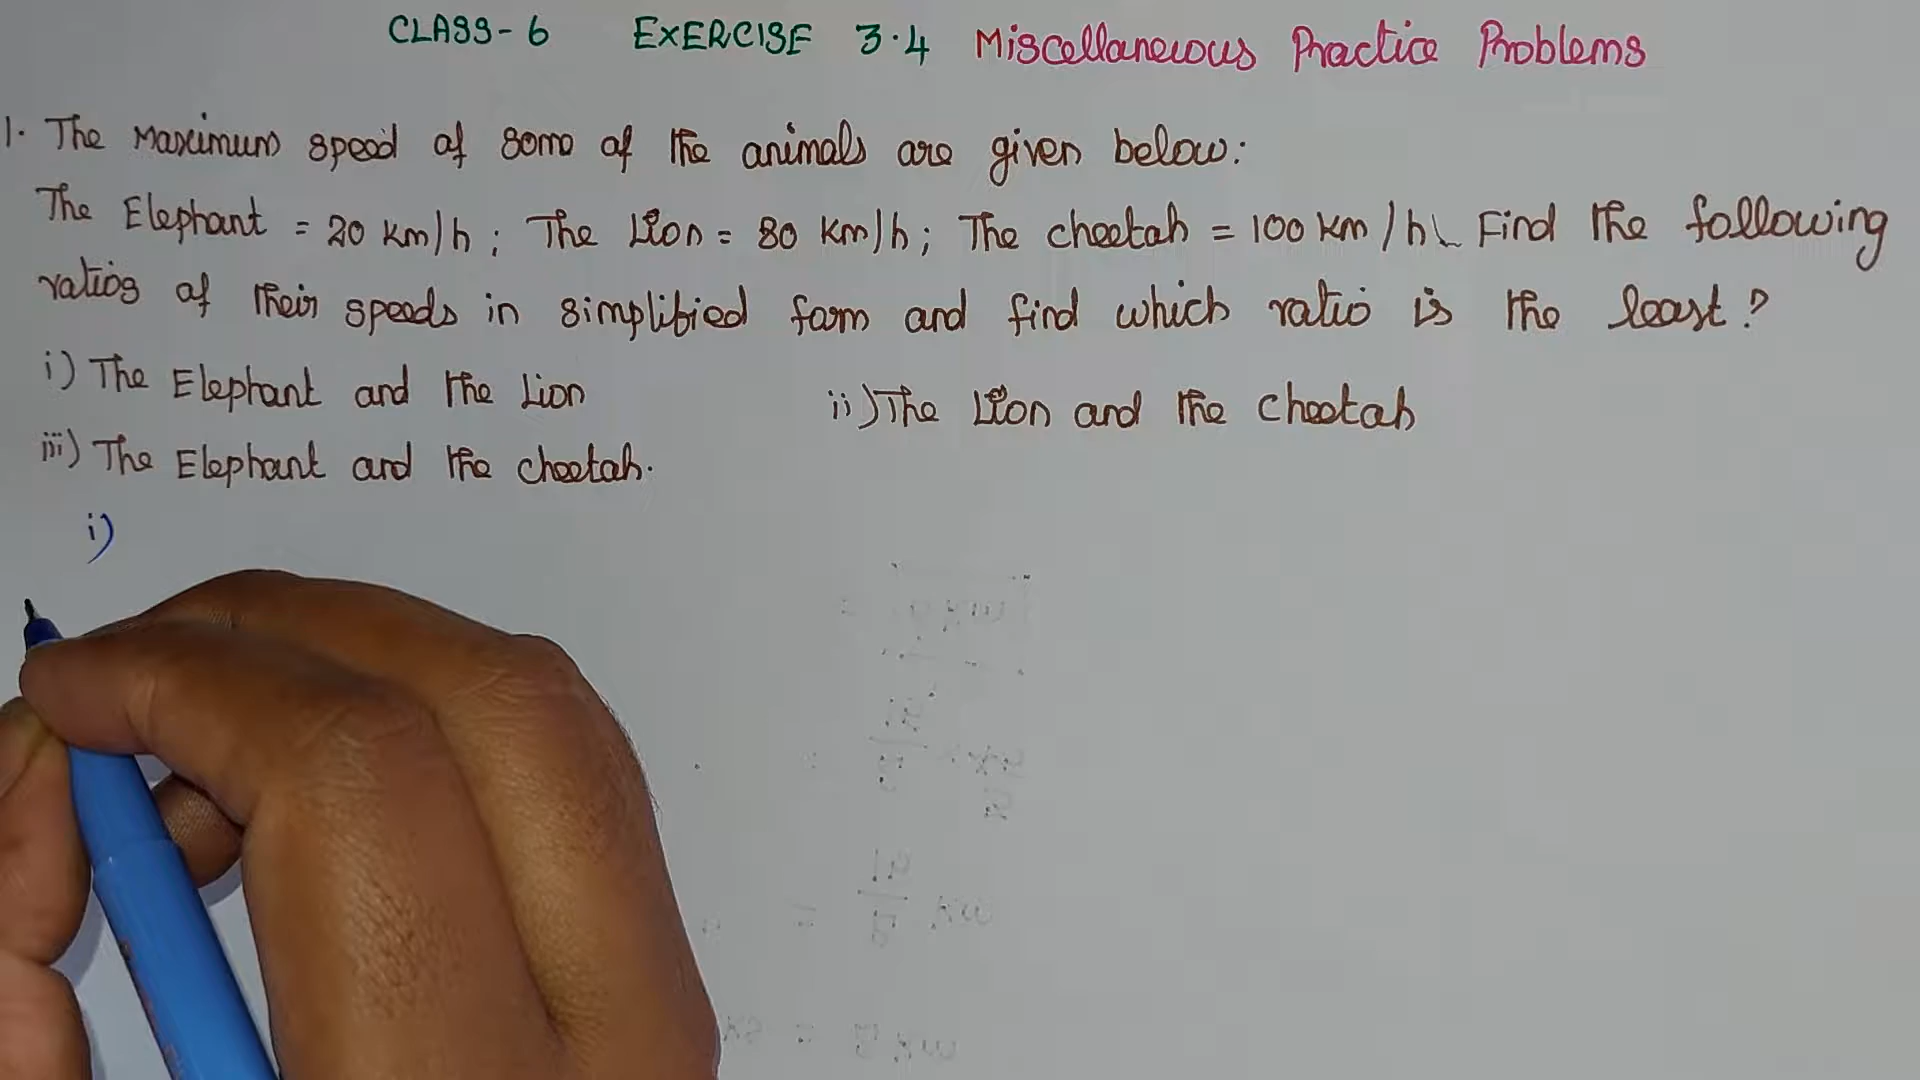 CLASS-6 EXERCISE 3.4 Miscellaneous Practice Problems
1. The Maximum speed of some of the animals are given below:
The Elephant = 20 km/h; The Lion = 80 km/h; The cheetah = 100 km/h. Find the following
ratios of their speeds in simplified form and find which ratio is the least?
i) The Elephant and the Lion ii) The Lion and the cheetah
iii) The Elephant and the cheetah.
i)